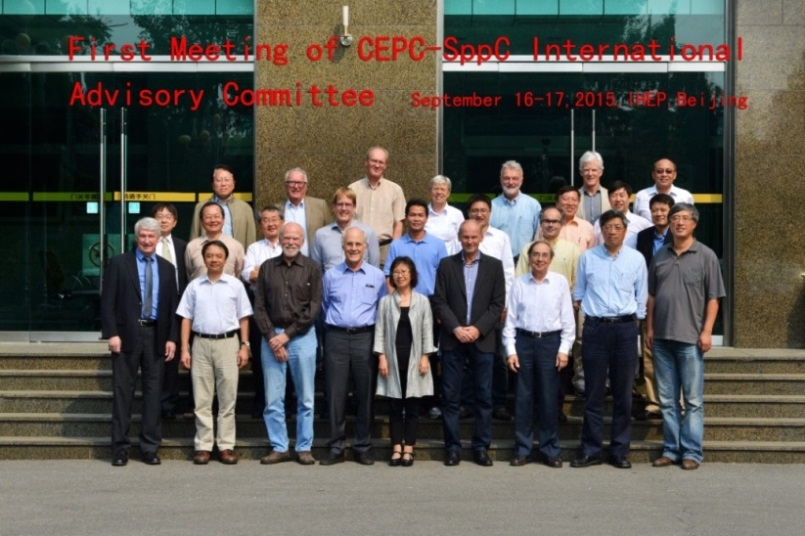 First Meeting of CEPC-SppC International
Advisory Committee September 16-17,2015,IHEP,Beijing